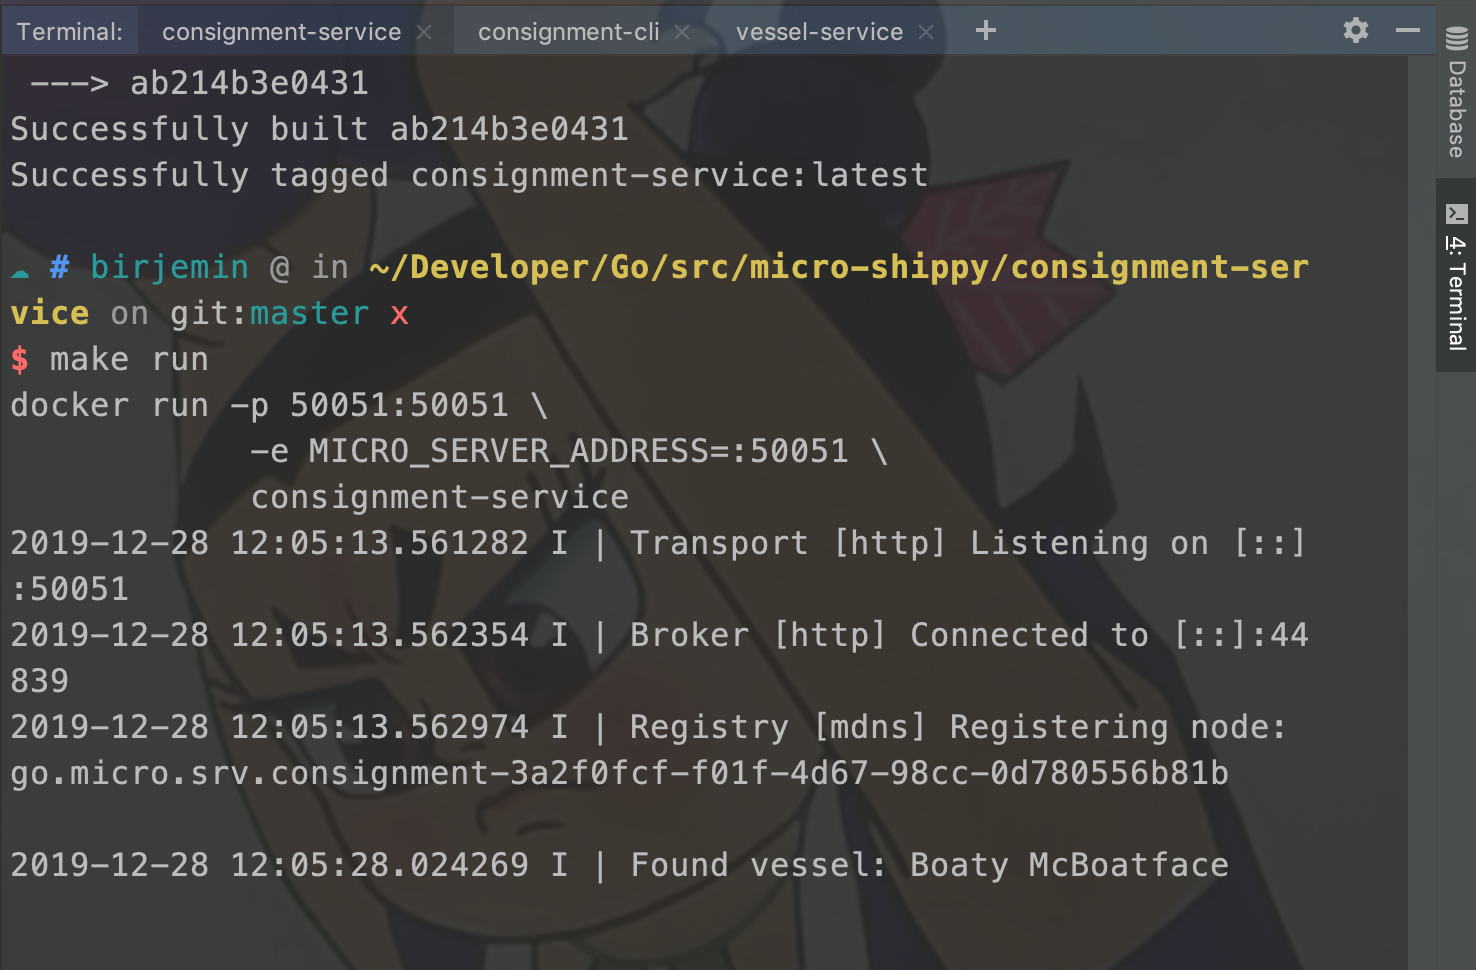 Terminal: consignment-service × consignment-cli × vessel-service × +
---> ab214b3e0431
Successfully built ab214b3e0431
Successfully tagged consignment-service:latest
# birjemin @ in ~/Developer/Go/src/micro-shippy/consignment-ser
vice on git:master x
$ make run
docker run -p 50051:50051 \
-e MICRO_SERVER_ADDRESS=:50051 \
consignment-service
2019-12-28 12:05:13.561282 I | Transport [http] Listening on [::]
:50051
2019-12-28 12:05:13.562354 I | Broker [http] Connected to [::]:44
839
2019-12-28 12:05:13.562974 I | Registry [mdns] Registering node:
go.micro.srv.consignment-3a2f0fcf-f01f-4d67-98cc-0d780556b81b
2019-12-28 12:05:28.024269 I | Found vessel: Boaty McBoatface
Database
4: Terminal